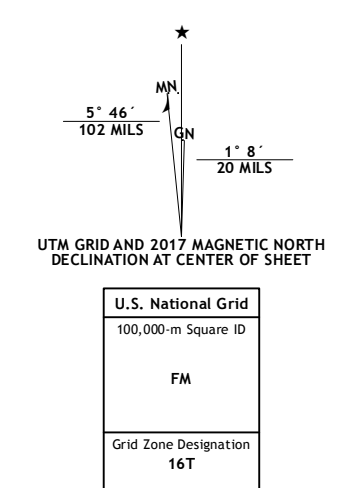 ★
MN
5° 46´
102 MILS
GN
1° 8´
20 MILS
UTM GRID AND 2017 MAGNETIC NORTH
DECLINATION AT CENTER OF SHEET
U.S. National Grid
100,000-m Square ID
FM
Grid Zone Designation
16T